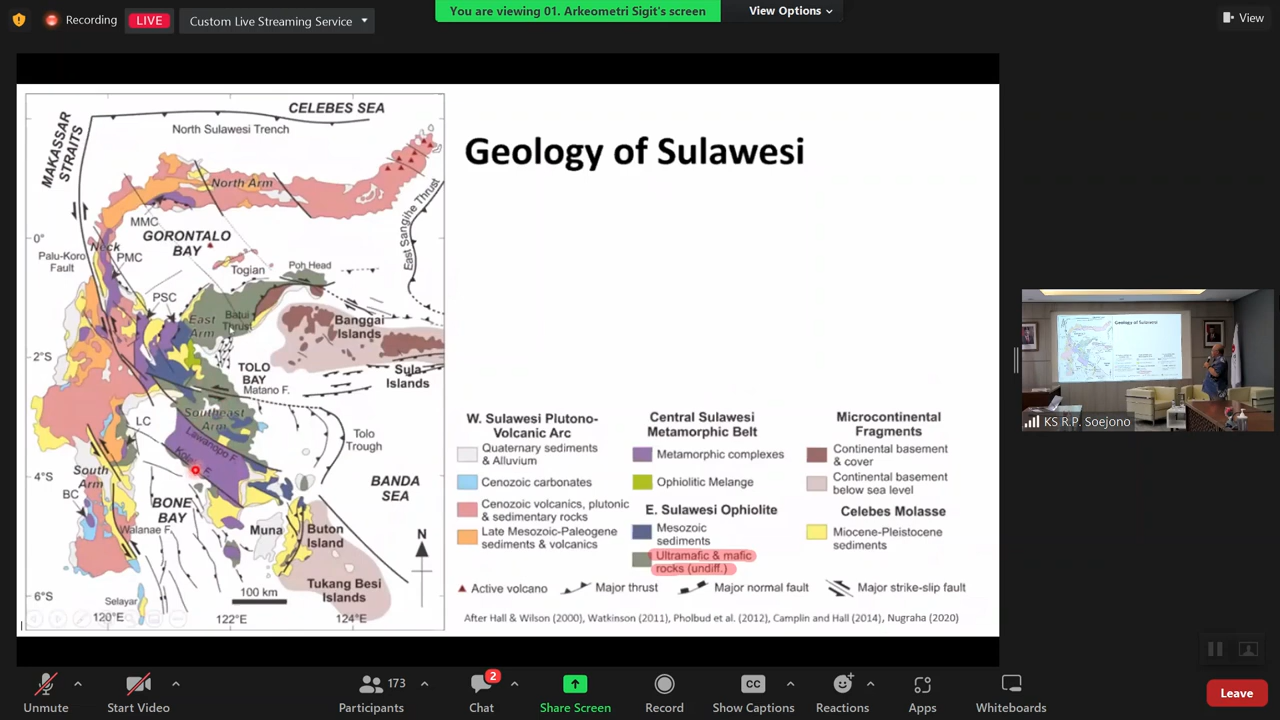 Recording
LIVE
Custom Live Streaming Service
You are viewing 01. Arkeometri Sigit's screen
View Options
View
CELEBES SEA
MAKASSAR
STRAITS
North Sulawesi Trench
North Arm
MMC
GORONTALO
BAY
East Sangihe Thrust
0°
Neck
Palu-Koro
Fault
PMC
Togian
Poh Head
PSC
East
Arm
Batui
Thrust
Banggai
Islands
2°S
TOLO
BAY
Sula
Islands
Matano F.
LC
Southeast
Arm
Lawanopo F.
Tolo
Trough
4°S
South
Arm
BC
BONE
BAY
BANDA
SEA
Walanae F.
Muna
Buton
Island
N
Tukang Besi
Islands
6°S
Selayar
100 km
120°E
122°E
124°E
Geology of Sulawesi
W. Sulawesi Plutono-
Volcanic Arc
Quaternary sediments
& Alluvium
Cenozoic carbonates
Cenozoic volcanics, plutonic
& sedimentary rocks
Late Mesozoic-Paleogene
sediments & volcanics
Central Sulawesi
Metamorphic Belt
Metamorphic complexes
Ophiolitic Melange
E. Sulawesi Ophiolite
Mesozoic
sediments
Ultramafic & mafic
rocks (undiff.)
Microcontinental
Fragments
Continental basement
& cover
Continental basement
below sea level
Celebes Molasse
Miocene-Pleistocene
sediments
Active volcano
Major thrust
Major normal fault
Major strike-slip fault
After Hall & Wilson (2000), Watkinson (2011), Pholbud et al. (2012), Camplin and Hall (2014), Nugraha (2020)
Geology of Sulawesi
KS R.P. Soejono
Unmute
Start Video
173
Participants
2
Chat
Share Screen
Record
CC
Show Captions
Reactions
Apps
Whiteboards
Leave